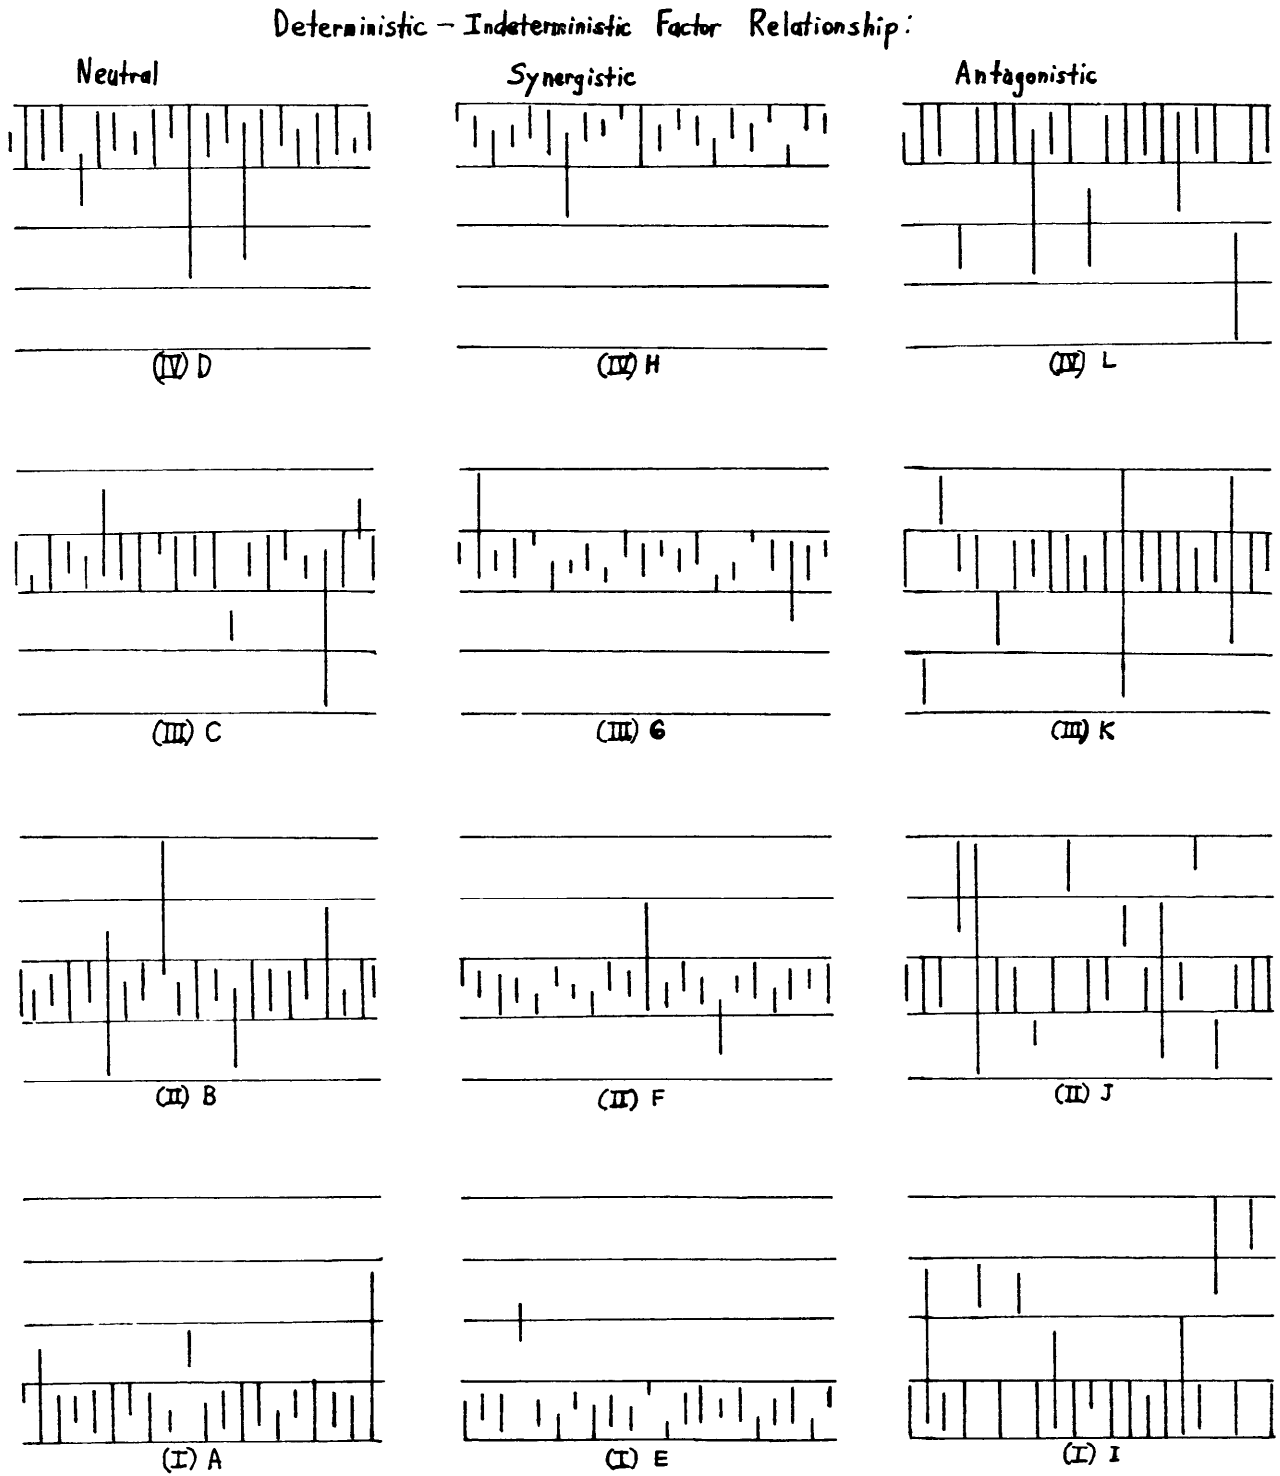 Deterministic – Indeterministic Factor Relationship:
Neutral Synergistic Antagonistic
(IV) D (IV) H (IV) L
(III) C (III) G (III) K
(II) B (II) F (II) J
(I) A (I) E (I) I